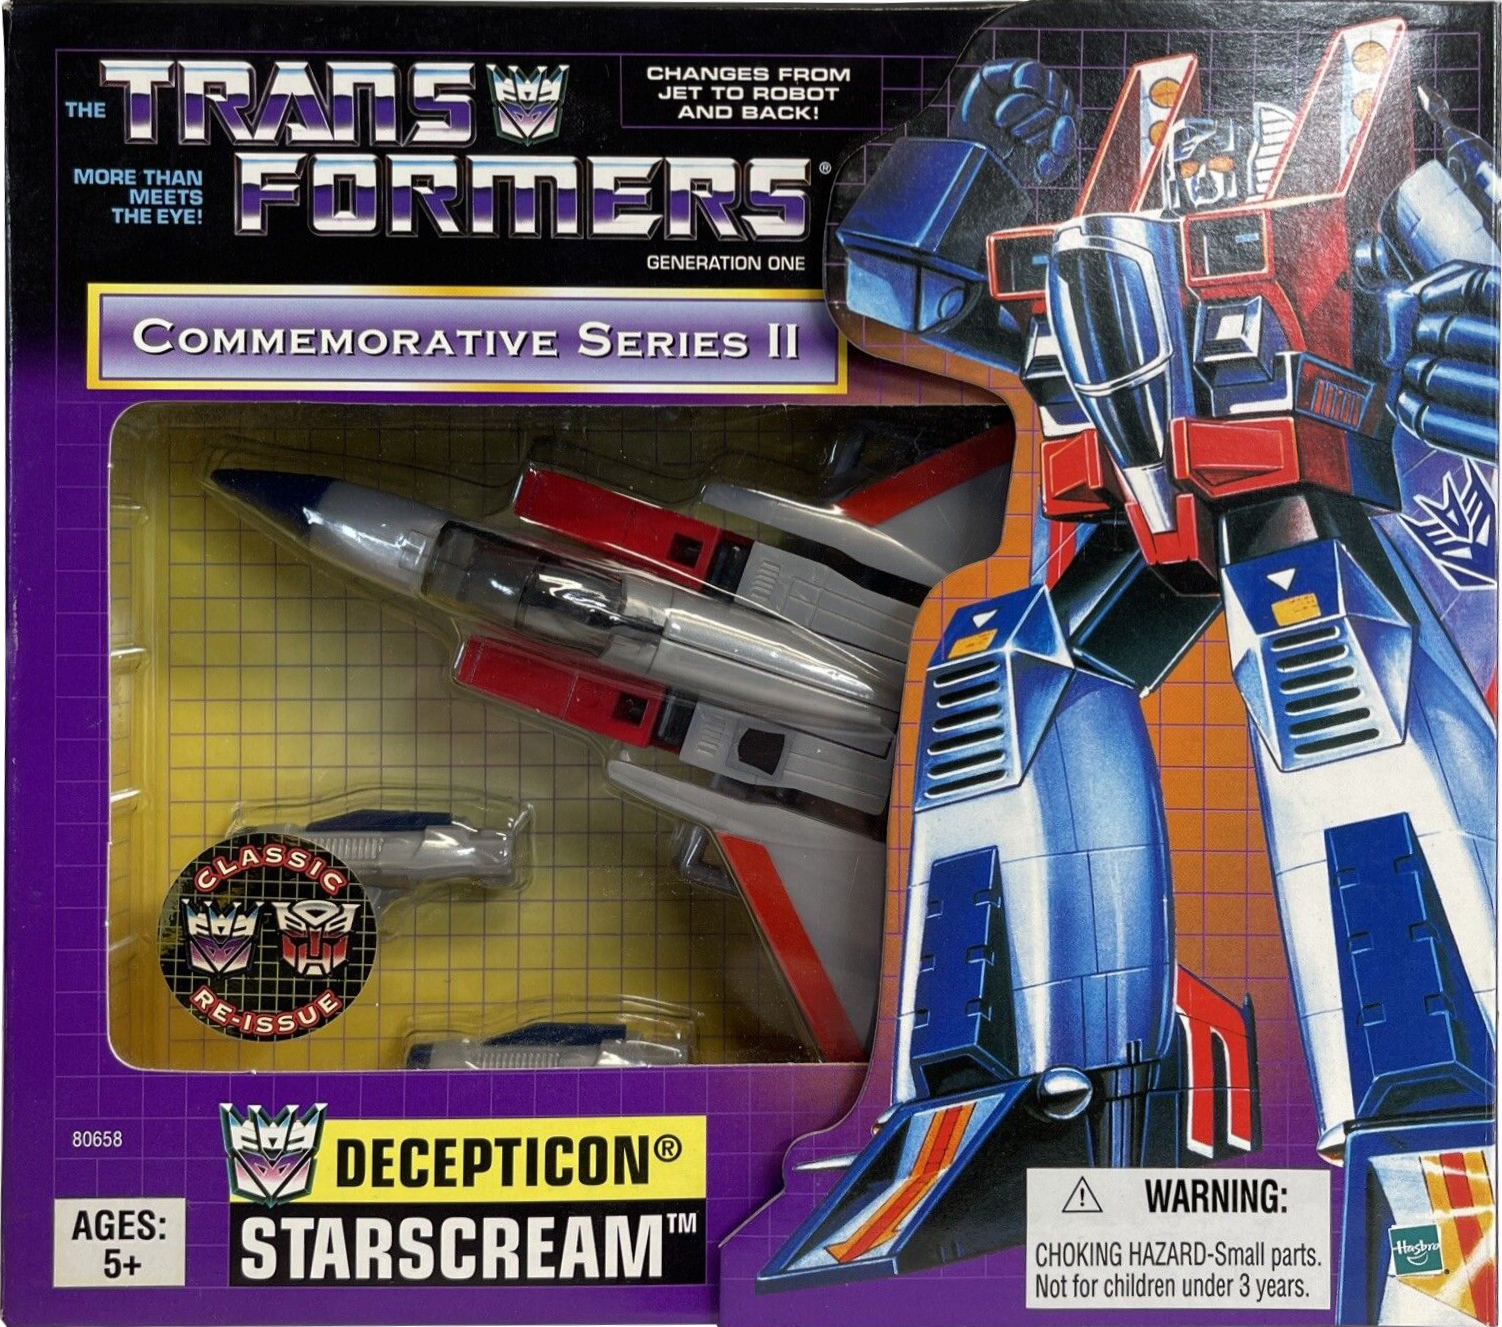 THE TRANS
FORMERS®
MORE THAN
MEETS
THE EYE!
CHANGES FROM
JET TO ROBOT
AND BACK!
GENERATION ONE
COMMEMORATIVE SERIES II
CLASSIC
RE-ISSUE
80658
AGES:
5+
DECEPTICON®
STARSCREAM™
WARNING:
CHOKING HAZARD-Small parts.
Not for children under 3 years.
Hasbro